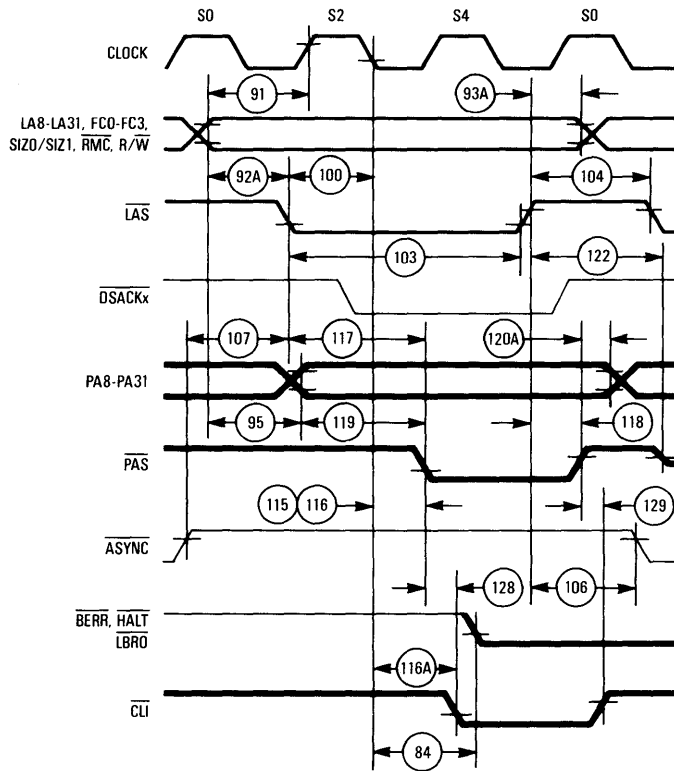 S0 S2 S4 S0
CLOCK
91 93A
LA8-LA31, FC0-FC3,
SIZ0/SIZ1, RMC, R/W
92A 100 104
LAS
103 122
DSACKx
107 117 120A
PA8-PA31
95 119 118
PAS
115 116 129
ASYNC
128 106
BERR, HALT
LBRO
116A
CLI
84